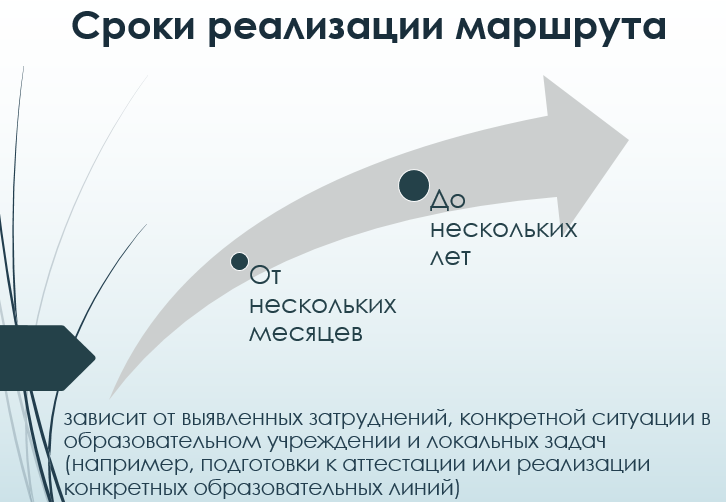 Сроки реализации маршрута
До
нескольких
лет
От
нескольких
месяцев
зависит от выявленных затруднений, конкретной ситуации в
образовательном учреждении и локальных задач
(например, подготовки к аттестации или реализации
конкретных образовательных линий)